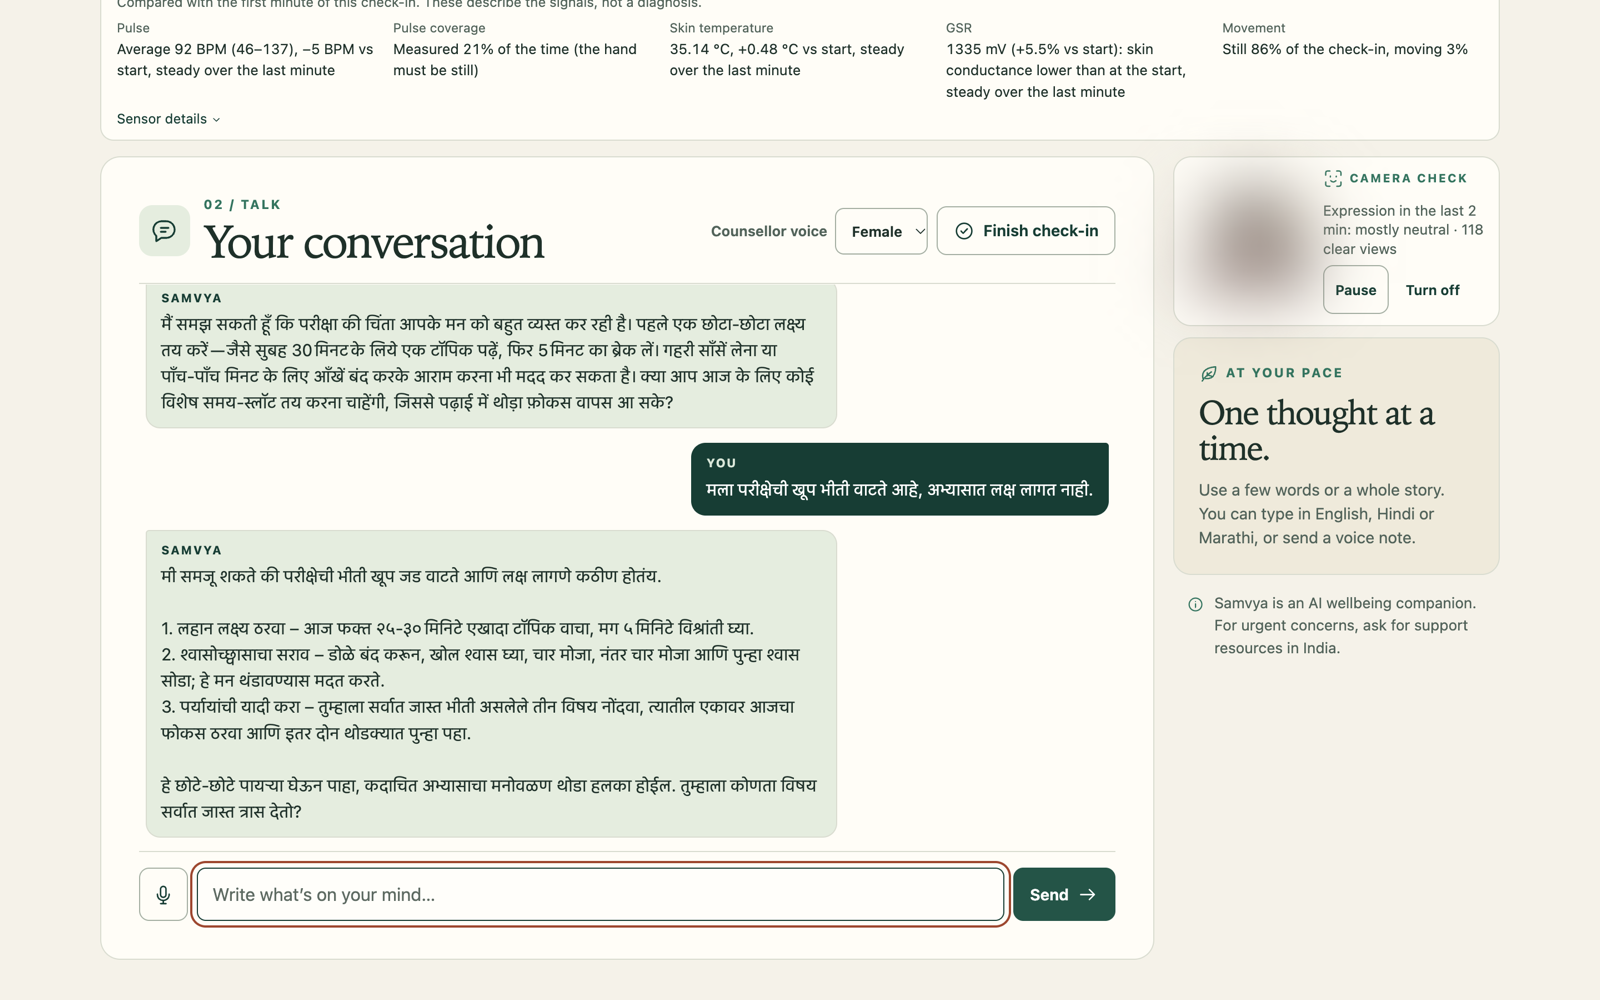 Compared with the first minute of this check-in. These describe the signals, not a diagnosis.
Pulse
Average 92 BPM (46–137), −5 BPM vs
start, steady over the last minute
Pulse coverage
Measured 21% of the time (the hand
must be still)
Skin temperature
35.14 °C, +0.48 °C vs start, steady
over the last minute
GSR
1335 mV (+5.5% vs start): skin
conductance lower than at the start,
steady over the last minute
Movement
Still 86% of the check-in, moving 3%
Sensor details
02 / TALK
Your conversation
Counsellor voice
Female
Finish check-in
SAMVYA
मैं समझ सकती हूँ कि परीक्षा की चिंता आपके मन को बहुत व्यस्त कर रही है। पहले एक छोटा-छोटा लक्ष्य
तय करें—जैसे सुबह 30 मिनट के लिये एक टॉपिक पढ़ें, फिर 5 मिनट का ब्रेक लें। गहरी साँसें लेना या
पाँच-पाँच मिनट के लिए आँखें बंद करके आराम करना भी मदद कर सकता है। क्या आप आज के लिए कोई
विशेष समय-स्लॉट तय करना चाहेंगी, जिससे पढ़ाई में थोड़ा फ़ोकस वापस आ सके?
YOU
मला परीक्षेची खूप भीती वाटते आहे, अभ्यासात लक्ष लागत नाही.
SAMVYA
मी समजू शकते की परीक्षेची भीती खूप जड वाटते आणि लक्ष लागणे कठीण होतंय.
1. लहान लक्ष्य ठरवा – आज फक्त २५-३० मिनिटे एखादा टॉपिक वाचा, मग ५ मिनिटे विश्रांती घ्या.
2. श्वासोच्छ्वासाचा सराव – डोळे बंद करून, खोल श्वास घ्या, चार मोजा, नंतर चार मोजा आणि पुन्हा श्वास
सोडा; हे मन थंडावण्यास मदत करते.
3. पर्यायांची यादी करा – तुम्हाला सर्वात जास्त भीती असलेले तीन विषय नोंदवा, त्यातील एकावर आजचा
फोकस ठरवा आणि इतर दोन थोडक्यात पुन्हा पहा.
हे छोटे-छोटे पायऱ्या घेऊन पाहा, कदाचित अभ्यासाचा मनोवळण थोडा हलका होईल. तुम्हाला कोणता विषय
सर्वात जास्त त्रास देतो?
Write what’s on your mind...
Send
CAMERA CHECK
Expression in the last 2
min: mostly neutral · 118
clear views
Pause
Turn off
AT YOUR PACE
One thought at a
time.
Use a few words or a whole story.
You can type in English, Hindi or
Marathi, or send a voice note.
Samvya is an AI wellbeing companion.
For urgent concerns, ask for support
resources in India.